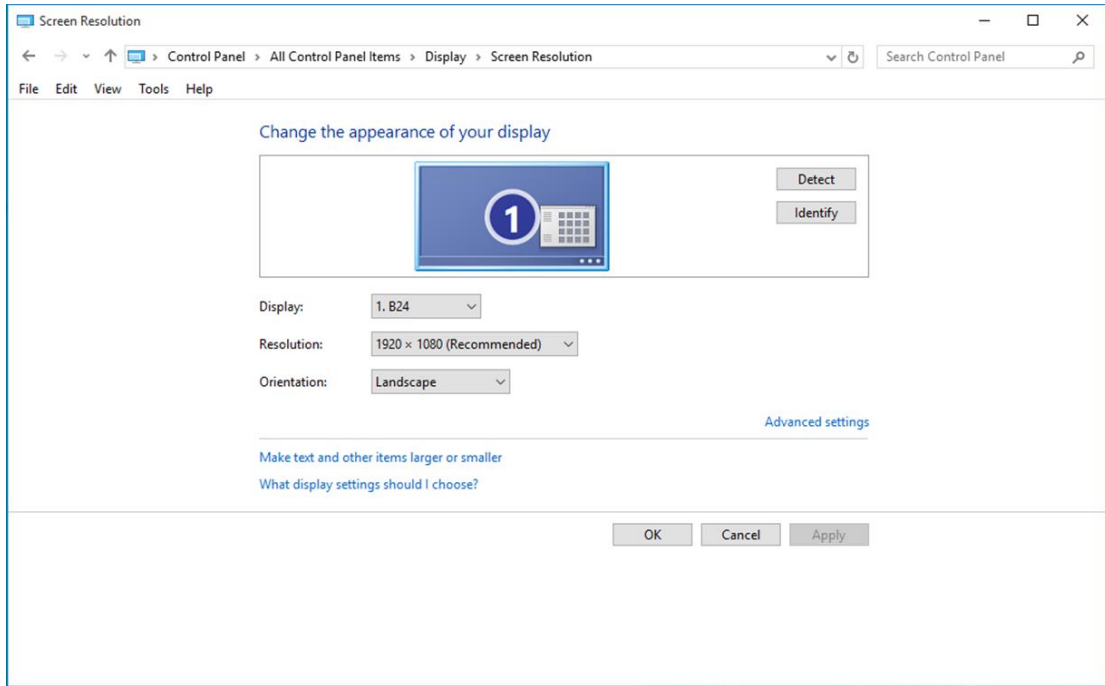 Screen Resolution
Control Panel > All Control Panel Items > Display > Screen Resolution
Search Control Panel
File Edit View Tools Help
Change the appearance of your display
1
Detect
Identify
Display: 1. B24
Resolution: 1920 × 1080 (Recommended)
Orientation: Landscape
Advanced settings
Make text and other items larger or smaller
What display settings should I choose?
OK Cancel Apply